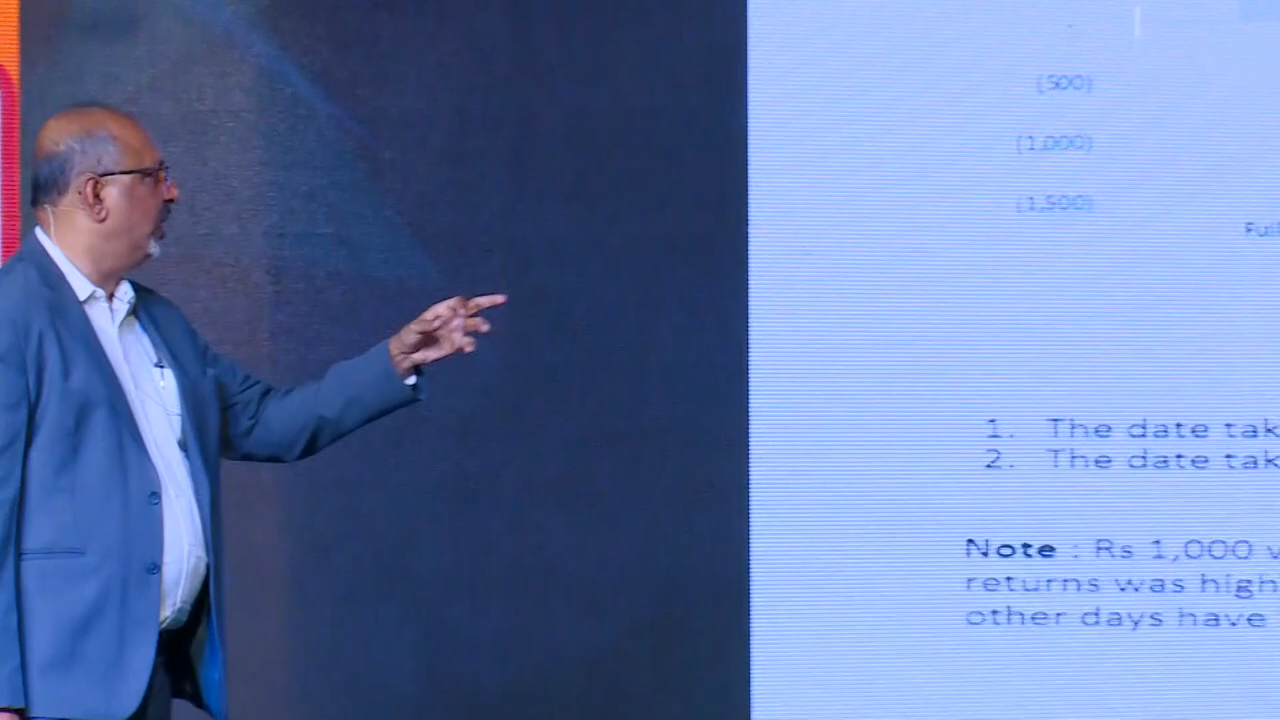 (500)
(1,000)
(1,500)
Full
1. The date tak
2. The date tak
Note : Rs 1,000 v
returns was high
other days have